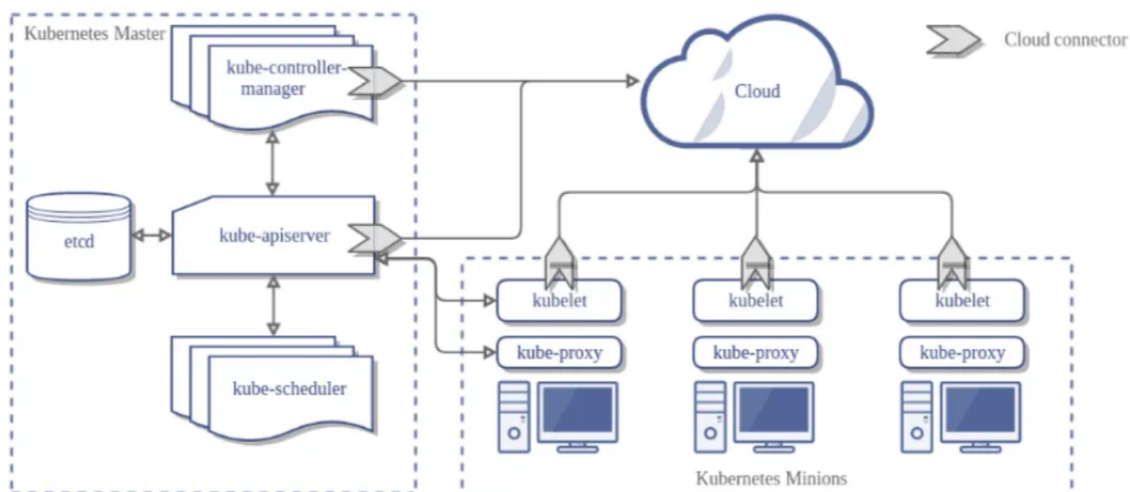 Kubernetes Master
kube-controller-
manager
Cloud
Cloud connector
etcd
kube-apiserver
kube-scheduler
kubelet
kubelet
kubelet
kube-proxy
kube-proxy
kube-proxy
Kubernetes Minions